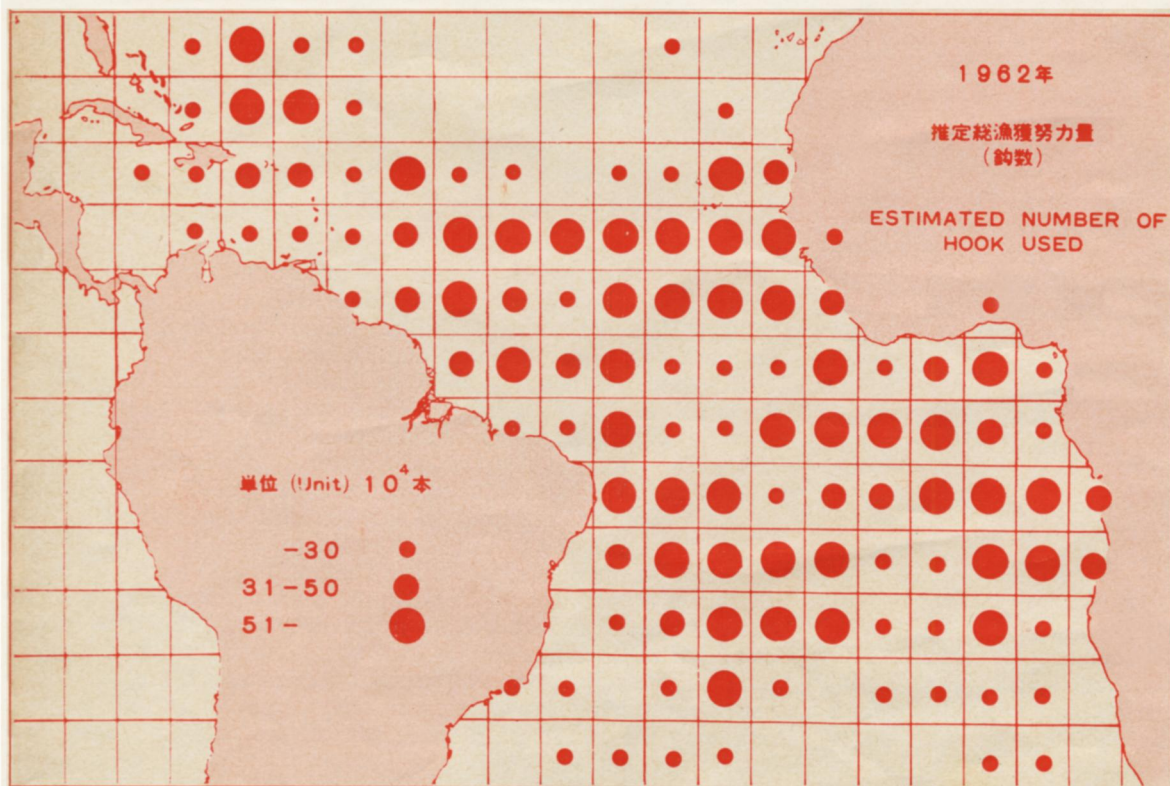 1962年
推定総漁獲努力量
(鈎数)
ESTIMATED NUMBER OF
HOOK USED
単位 (Unit) 10⁴本
-30
31-50
51-